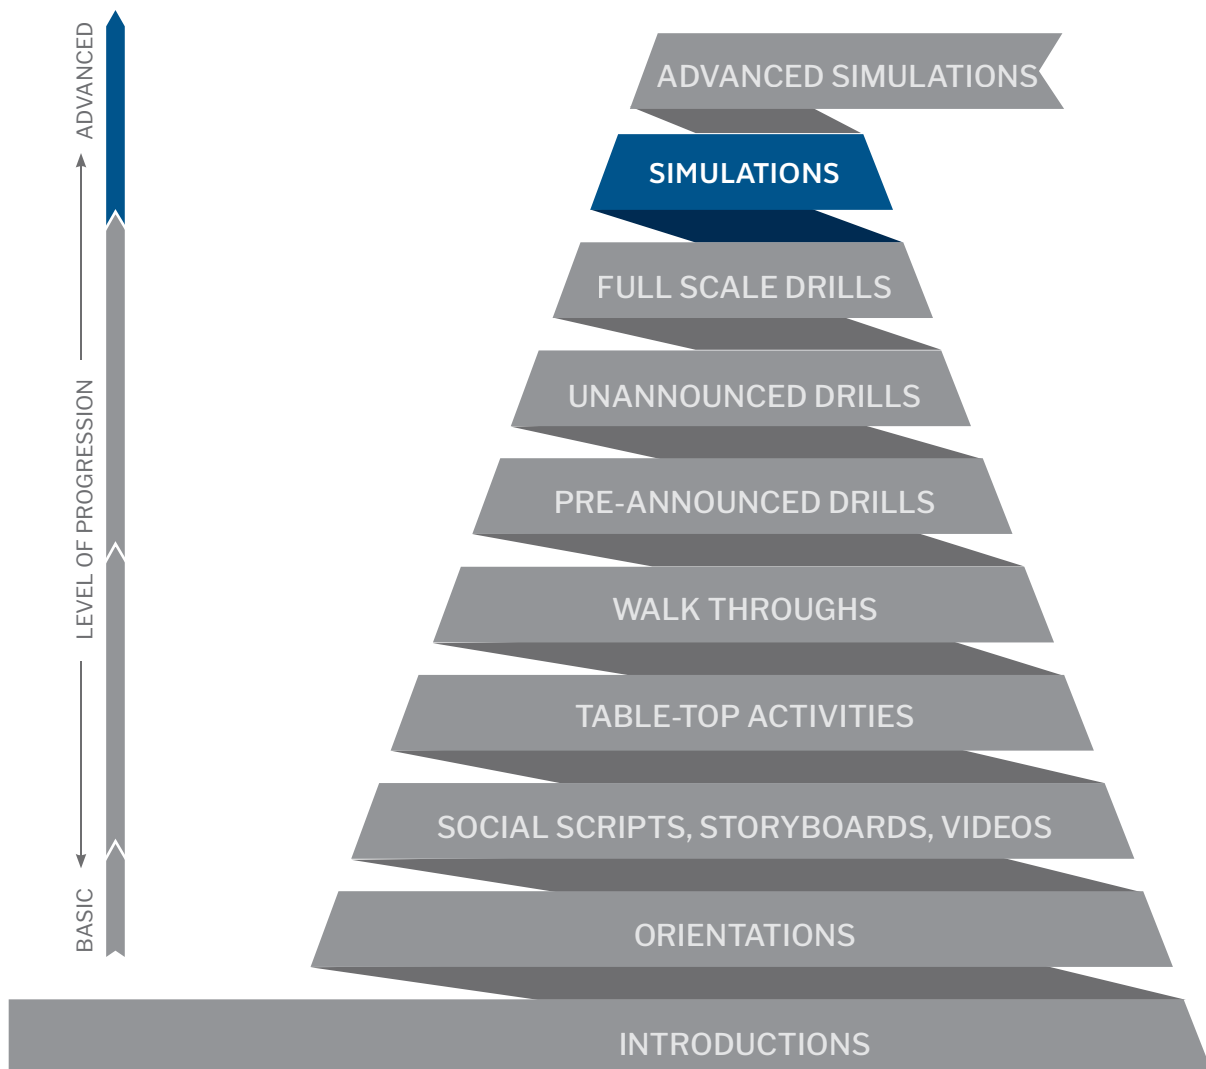 ADVANCED
LEVEL OF PROGRESSION
BASIC
ADVANCED SIMULATIONS
SIMULATIONS
FULL SCALE DRILLS
UNANNOUNCED DRILLS
PRE-ANNOUNCED DRILLS
WALK THROUGHS
TABLE-TOP ACTIVITIES
SOCIAL SCRIPTS, STORYBOARDS, VIDEOS
ORIENTATIONS
INTRODUCTIONS